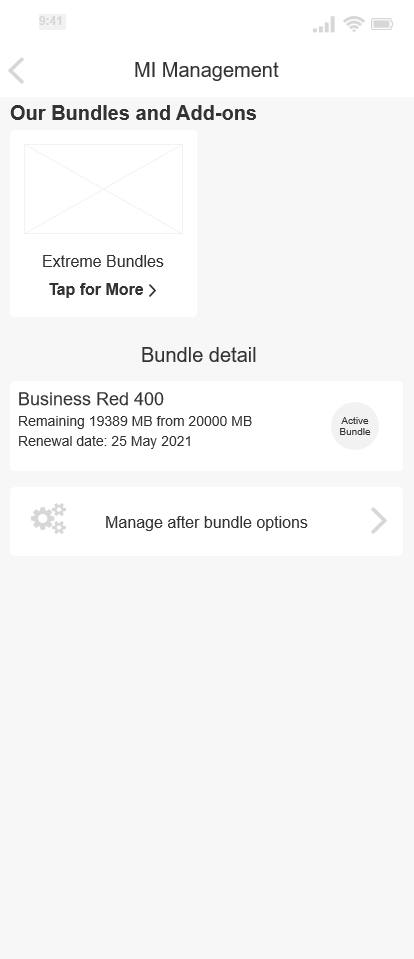 9:41
MI Management
Our Bundles and Add-ons
Extreme Bundles
Tap for More
Bundle detail
Business Red 400
Remaining 19389 MB from 20000 MB
Renewal date: 25 May 2021
Active
Bundle
Manage after bundle options